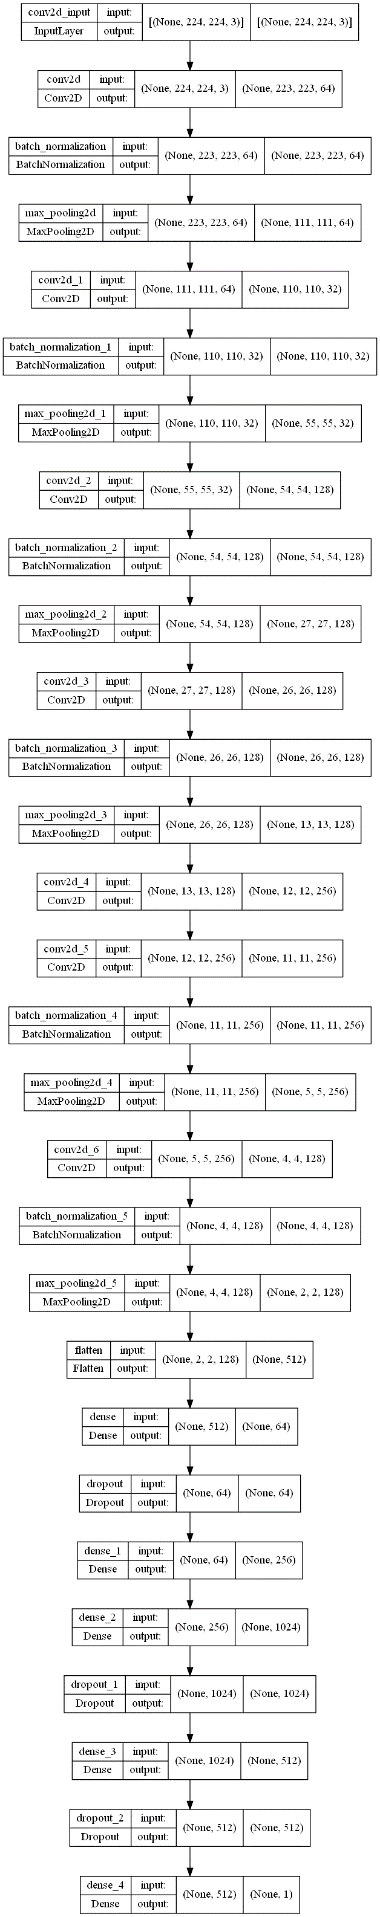 conv2d_input input: [(None, 224, 224, 3)] [(None, 224, 224, 3)]
InputLayer output:
conv2d input: (None, 224, 224, 3) (None, 223, 223, 64)
Conv2D output:
batch_normalization input: (None, 223, 223, 64) (None, 223, 223, 64)
BatchNormalization output:
max_pooling2d input: (None, 223, 223, 64) (None, 111, 111, 64)
MaxPooling2D output:
conv2d_1 input: (None, 111, 111, 64) (None, 110, 110, 32)
Conv2D output:
batch_normalization_1 input: (None, 110, 110, 32) (None, 110, 110, 32)
BatchNormalization output:
max_pooling2d_1 input: (None, 110, 110, 32) (None, 55, 55, 32)
MaxPooling2D output:
conv2d_2 input: (None, 55, 55, 32) (None, 54, 54, 128)
Conv2D output:
batch_normalization_2 input: (None, 54, 54, 128) (None, 54, 54, 128)
BatchNormalization output:
max_pooling2d_2 input: (None, 54, 54, 128) (None, 27, 27, 128)
MaxPooling2D output:
conv2d_3 input: (None, 27, 27, 128) (None, 26, 26, 128)
Conv2D output:
batch_normalization_3 input: (None, 26, 26, 128) (None, 26, 26, 128)
BatchNormalization output:
max_pooling2d_3 input: (None, 26, 26, 128) (None, 13, 13, 128)
MaxPooling2D output:
conv2d_4 input: (None, 13, 13, 128) (None, 12, 12, 256)
Conv2D output:
conv2d_5 input: (None, 12, 12, 256) (None, 11, 11, 256)
Conv2D output:
batch_normalization_4 input: (None, 11, 11, 256) (None, 11, 11, 256)
BatchNormalization output:
max_pooling2d_4 input: (None, 11, 11, 256) (None, 5, 5, 256)
MaxPooling2D output:
conv2d_6 input: (None, 5, 5, 256) (None, 4, 4, 128)
Conv2D output:
batch_normalization_5 input: (None, 4, 4, 128) (None, 4, 4, 128)
BatchNormalization output:
max_pooling2d_5 input: (None, 4, 4, 128) (None, 2, 2, 128)
MaxPooling2D output:
flatten input: (None, 2, 2, 128) (None, 512)
Flatten output:
dense input: (None, 512) (None, 64)
Dense output:
dropout input: (None, 64) (None, 64)
Dropout output:
dense_1 input: (None, 64) (None, 256)
Dense output:
dense_2 input: (None, 256) (None, 1024)
Dense output:
dropout_1 input: (None, 1024) (None, 1024)
Dropout output:
dense_3 input: (None, 1024) (None, 512)
Dense output:
dropout_2 input: (None, 512) (None, 512)
Dropout output:
dense_4 input: (None, 512) (None, 1)
Dense output: